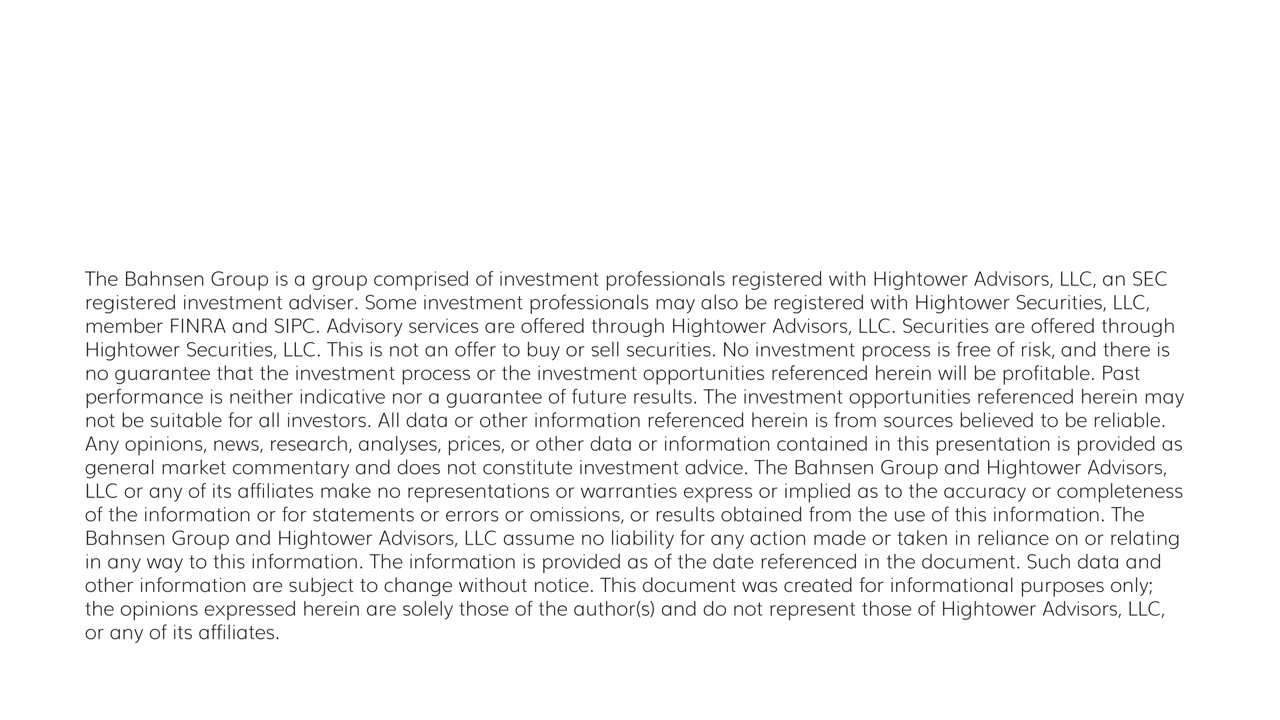 The Bahnsen Group is a group comprised of investment professionals registered with Hightower Advisors, LLC, an SEC
registered investment adviser. Some investment professionals may also be registered with Hightower Securities, LLC,
member FINRA and SIPC. Advisory services are offered through Hightower Advisors, LLC. Securities are offered through
Hightower Securities, LLC. This is not an offer to buy or sell securities. No investment process is free of risk, and there is
no guarantee that the investment process or the investment opportunities referenced herein will be profitable. Past
performance is neither indicative nor a guarantee of future results. The investment opportunities referenced herein may
not be suitable for all investors. All data or other information referenced herein is from sources believed to be reliable.
Any opinions, news, research, analyses, prices, or other data or information contained in this presentation is provided as
general market commentary and does not constitute investment advice. The Bahnsen Group and Hightower Advisors,
LLC or any of its affiliates make no representations or warranties express or implied as to the accuracy or completeness
of the information or for statements or errors or omissions, or results obtained from the use of this information. The
Bahnsen Group and Hightower Advisors, LLC assume no liability for any action made or taken in reliance on or relating
in any way to this information. The information is provided as of the date referenced in the document. Such data and
other information are subject to change without notice. This document was created for informational purposes only;
the opinions expressed herein are solely those of the author(s) and do not represent those of Hightower Advisors, LLC,
or any of its affiliates.